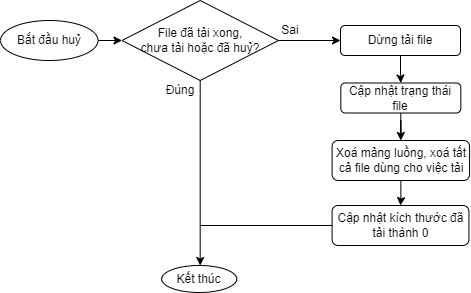 Bắt đầu huỷ
File đã tải xong,
chưa tải hoặc đã huỷ?
Sai
Dừng tải file
Đúng
Cập nhật trạng thái
file
Xoá mảng luồng, xoá tất
cả file dùng cho việc tải
Cập nhật kích thước đã
tải thành 0
Kết thúc